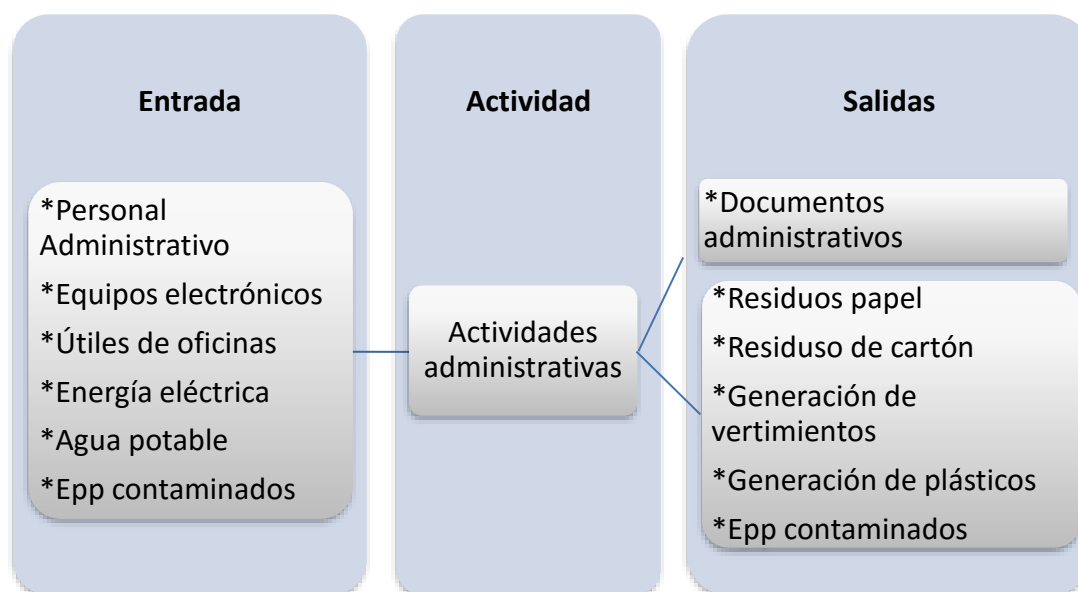 Entrada
*Personal
Administrativo
*Equipos electrónicos
*Útiles de oficinas
*Energía eléctrica
*Agua potable
*Epp contaminados
Actividad
Actividades
administrativas
Salidas
*Documentos
administrativos
*Residuos papel
*Residuso de cartón
*Generación de
vertimientos
*Generación de plásticos
*Epp contaminados